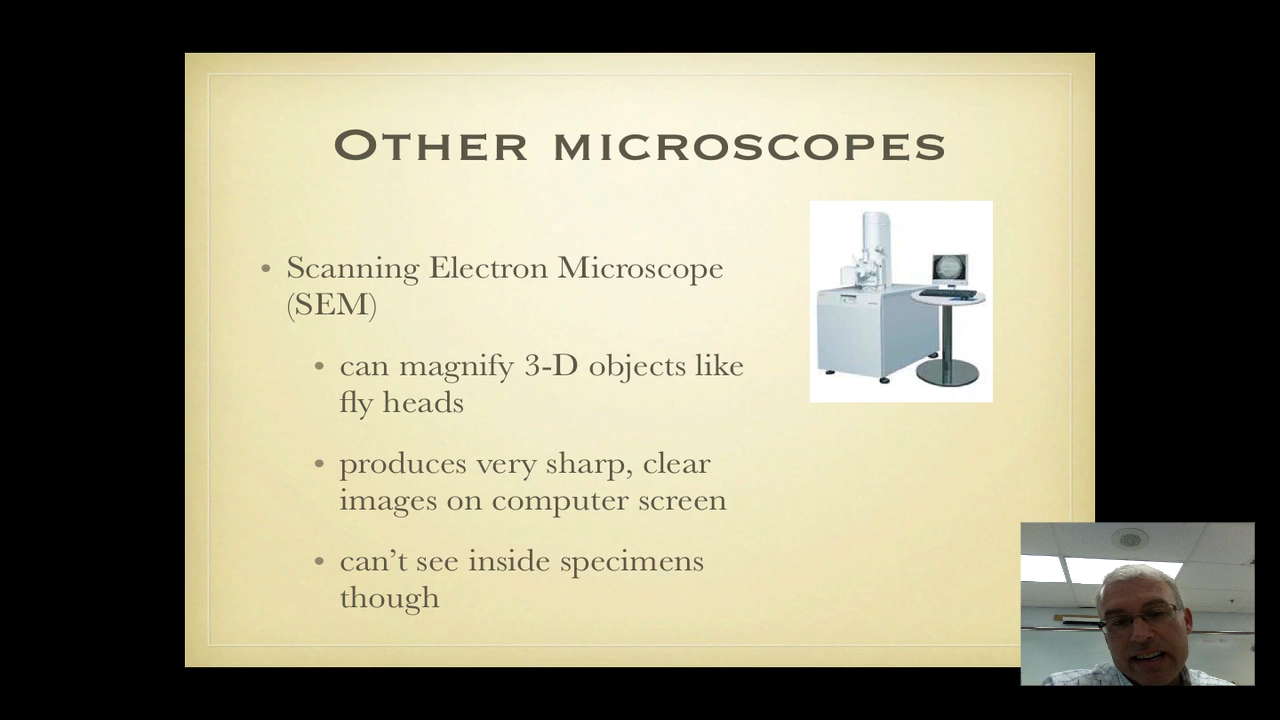 Other microscopes
• Scanning Electron Microscope
(SEM)
• can magnify 3-D objects like
fly heads
• produces very sharp, clear
images on computer screen
• can’t see inside specimens
though